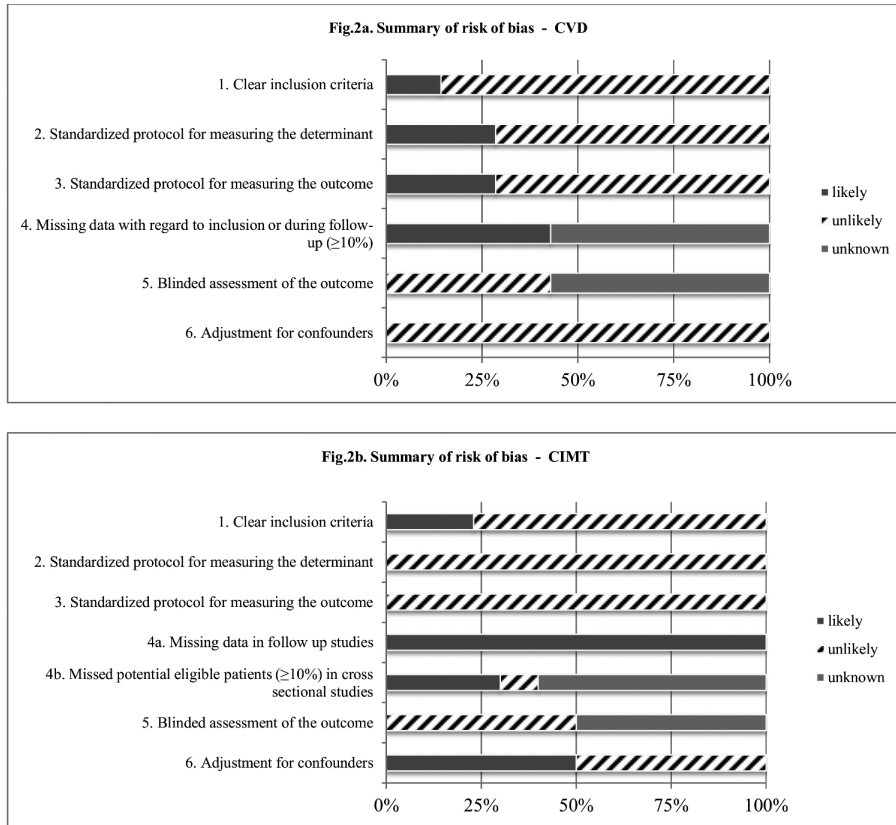 Fig.2a. Summary of risk of bias - CVD
1. Clear inclusion criteria
2. Standardized protocol for measuring the determinant
3. Standardized protocol for measuring the outcome
4. Missing data with regard to inclusion or during follow-
up (≥10%)
5. Blinded assessment of the outcome
6. Adjustment for confounders
0% 25% 50% 75% 100%
likely
unlikely
unknown
Fig.2b. Summary of risk of bias - CIMT
1. Clear inclusion criteria
2. Standardized protocol for measuring the determinant
3. Standardized protocol for measuring the outcome
4a. Missing data in follow up studies
4b. Missed potential eligible patients (≥10%) in cross
sectional studies
5. Blinded assessment of the outcome
6. Adjustment for confounders
0% 25% 50% 75% 100%
likely
unlikely
unknown